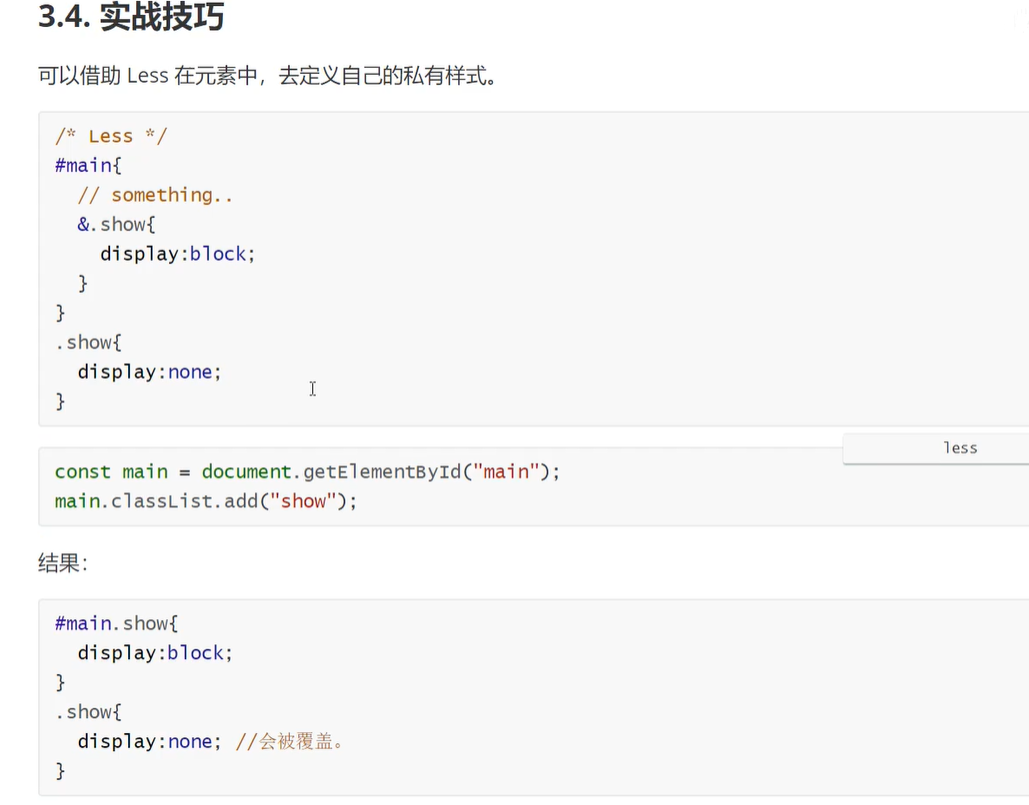 3.4. 实战技巧
可以借助 Less 在元素中，去定义自己的私有样式。
/* Less */
#main{
  // something..
  &.show{
    display:block;
  }
}
.show{
  display:none;
}
less
const main = document.getElementById("main");
main.classList.add("show");
结果：
#main.show{
  display:block;
}
.show{
  display:none; //会被覆盖。
}